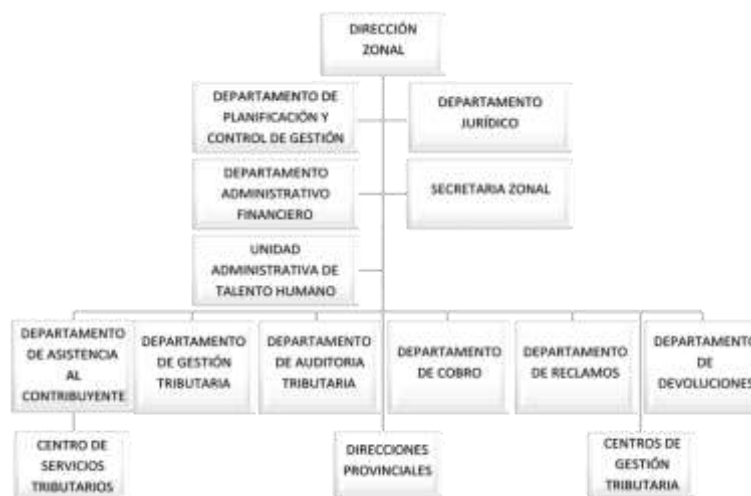 DIRECCIÓN
ZONAL
DEPARTAMENTO DE
PLANIFICACIÓN Y
CONTROL DE GESTIÓN
DEPARTAMENTO
JURÍDICO
DEPARTAMENTO
ADMINISTRATIVO
FINANCIERO
SECRETARIA ZONAL
UNIDAD
ADMINISTRATIVA DE
TALENTO HUMANO
DEPARTAMENTO
DE ASISTENCIA
AL
CONTRIBUYENTE
DEPARTAMENTO
DE GESTIÓN
TRIBUTARIA
DEPARTAMENTO
DE AUDITORIA
TRIBUTARIA
DEPARTAMENTO
DE COBRO
DEPARTAMENTO
DE RECLAMOS
DEPARTAMENTO
DE
DEVOLUCIONES
CENTRO DE
SERVICIOS
TRIBUTARIOS
DIRECCIONES
PROVINCIALES
CENTROS DE
GESTIÓN
TRIBUTARIA